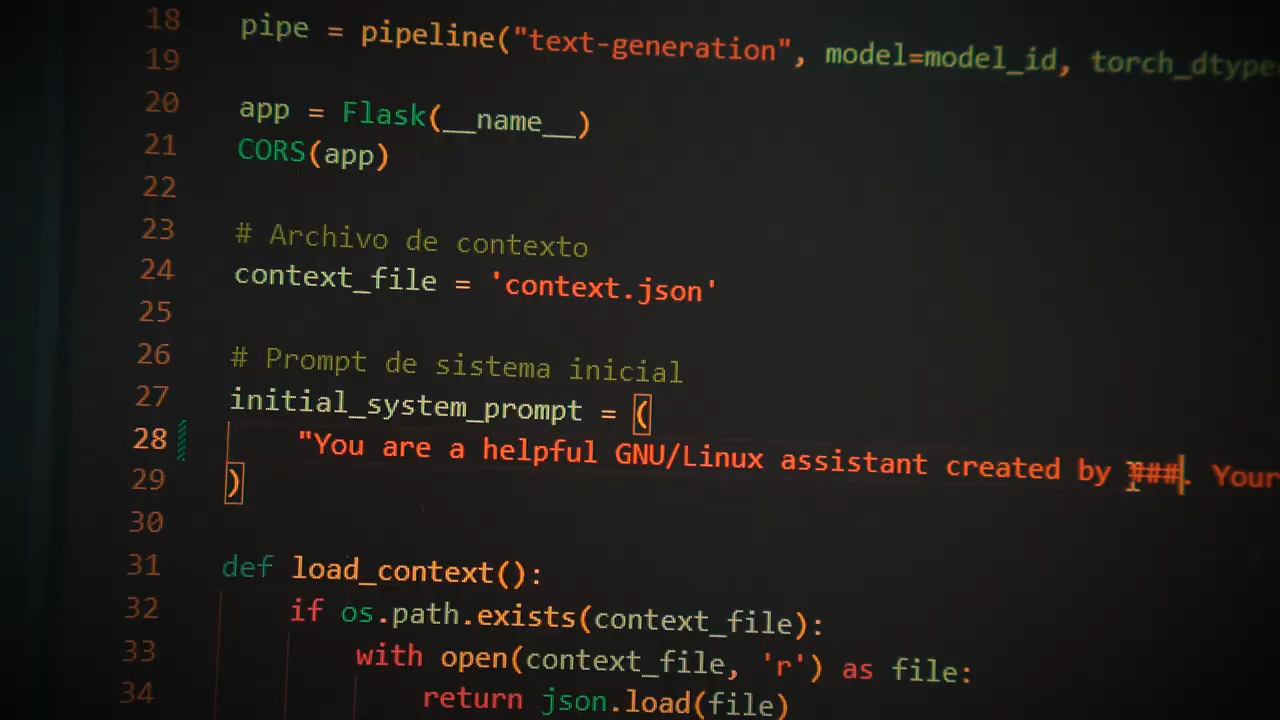 18 pipe = pipeline("text-generation", model=model_id, torch_dtype
19
20 app = Flask(__name__)
21 CORS(app)
22
23 # Archivo de contexto
24 context_file = 'context.json'
25
26 # Prompt de sistema inicial
27 initial_system_prompt = (
28 "You are a helpful GNU/Linux assistant created by ###. Your
29 )
30
31 def load_context():
32 if os.path.exists(context_file):
33 with open(context_file, 'r') as file:
34 return json.load(file)